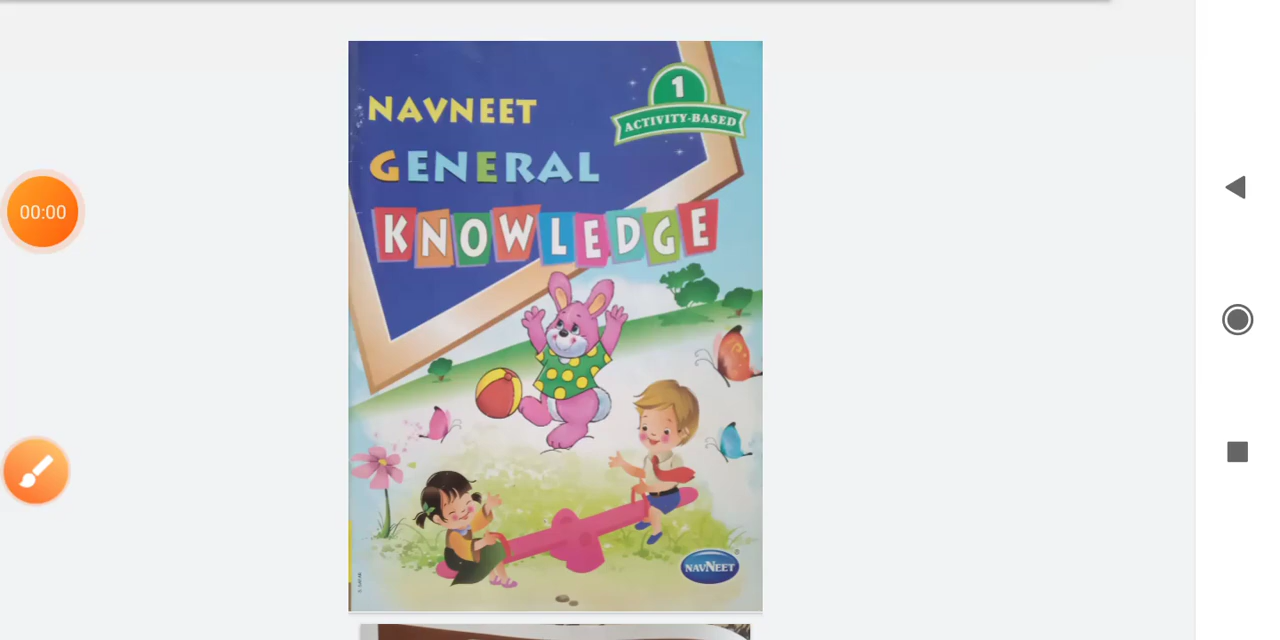 NAVNEET
1
ACTIVITY-BASED
GENERAL
KNOWLEDGE
00:00
NAVNEET